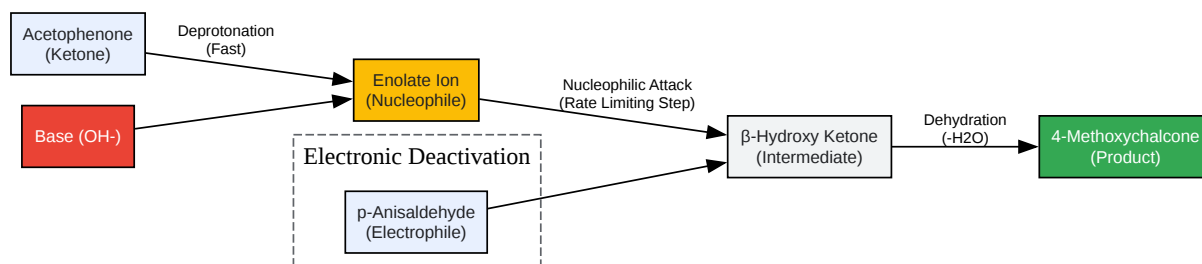 Acetophenone
(Ketone)
Deprotonation
(Fast)
Base (OH-)
Enolate Ion
(Nucleophile)
Nucleophilic Attack
(Rate Limiting Step)
Electronic Deactivation
p-Anisaldehyde
(Electrophile)
β-Hydroxy Ketone
(Intermediate)
Dehydration
(-H2O)
4-Methoxychalcone
(Product)